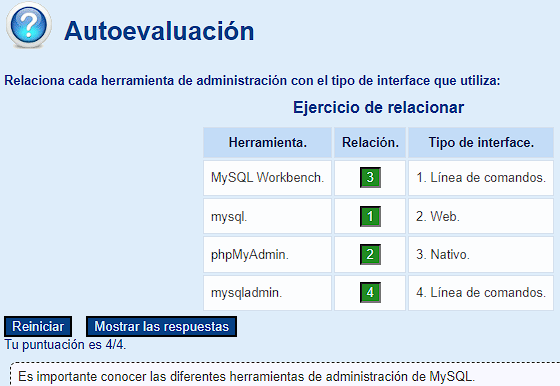 Autoevaluación
Relaciona cada herramienta de administración con el tipo de interface que utiliza:
Ejercicio de relacionar
Herramienta. Relación. Tipo de interface.
MySQL Workbench. 3 1. Línea de comandos.
mysql. 1 2. Web.
phpMyAdmin. 2 3. Nativo.
mysqladmin. 4 4. Línea de comandos.
Reiniciar Mostrar las respuestas
Tu puntuación es 4/4.
Es importante conocer las diferentes herramientas de administración de MySQL.